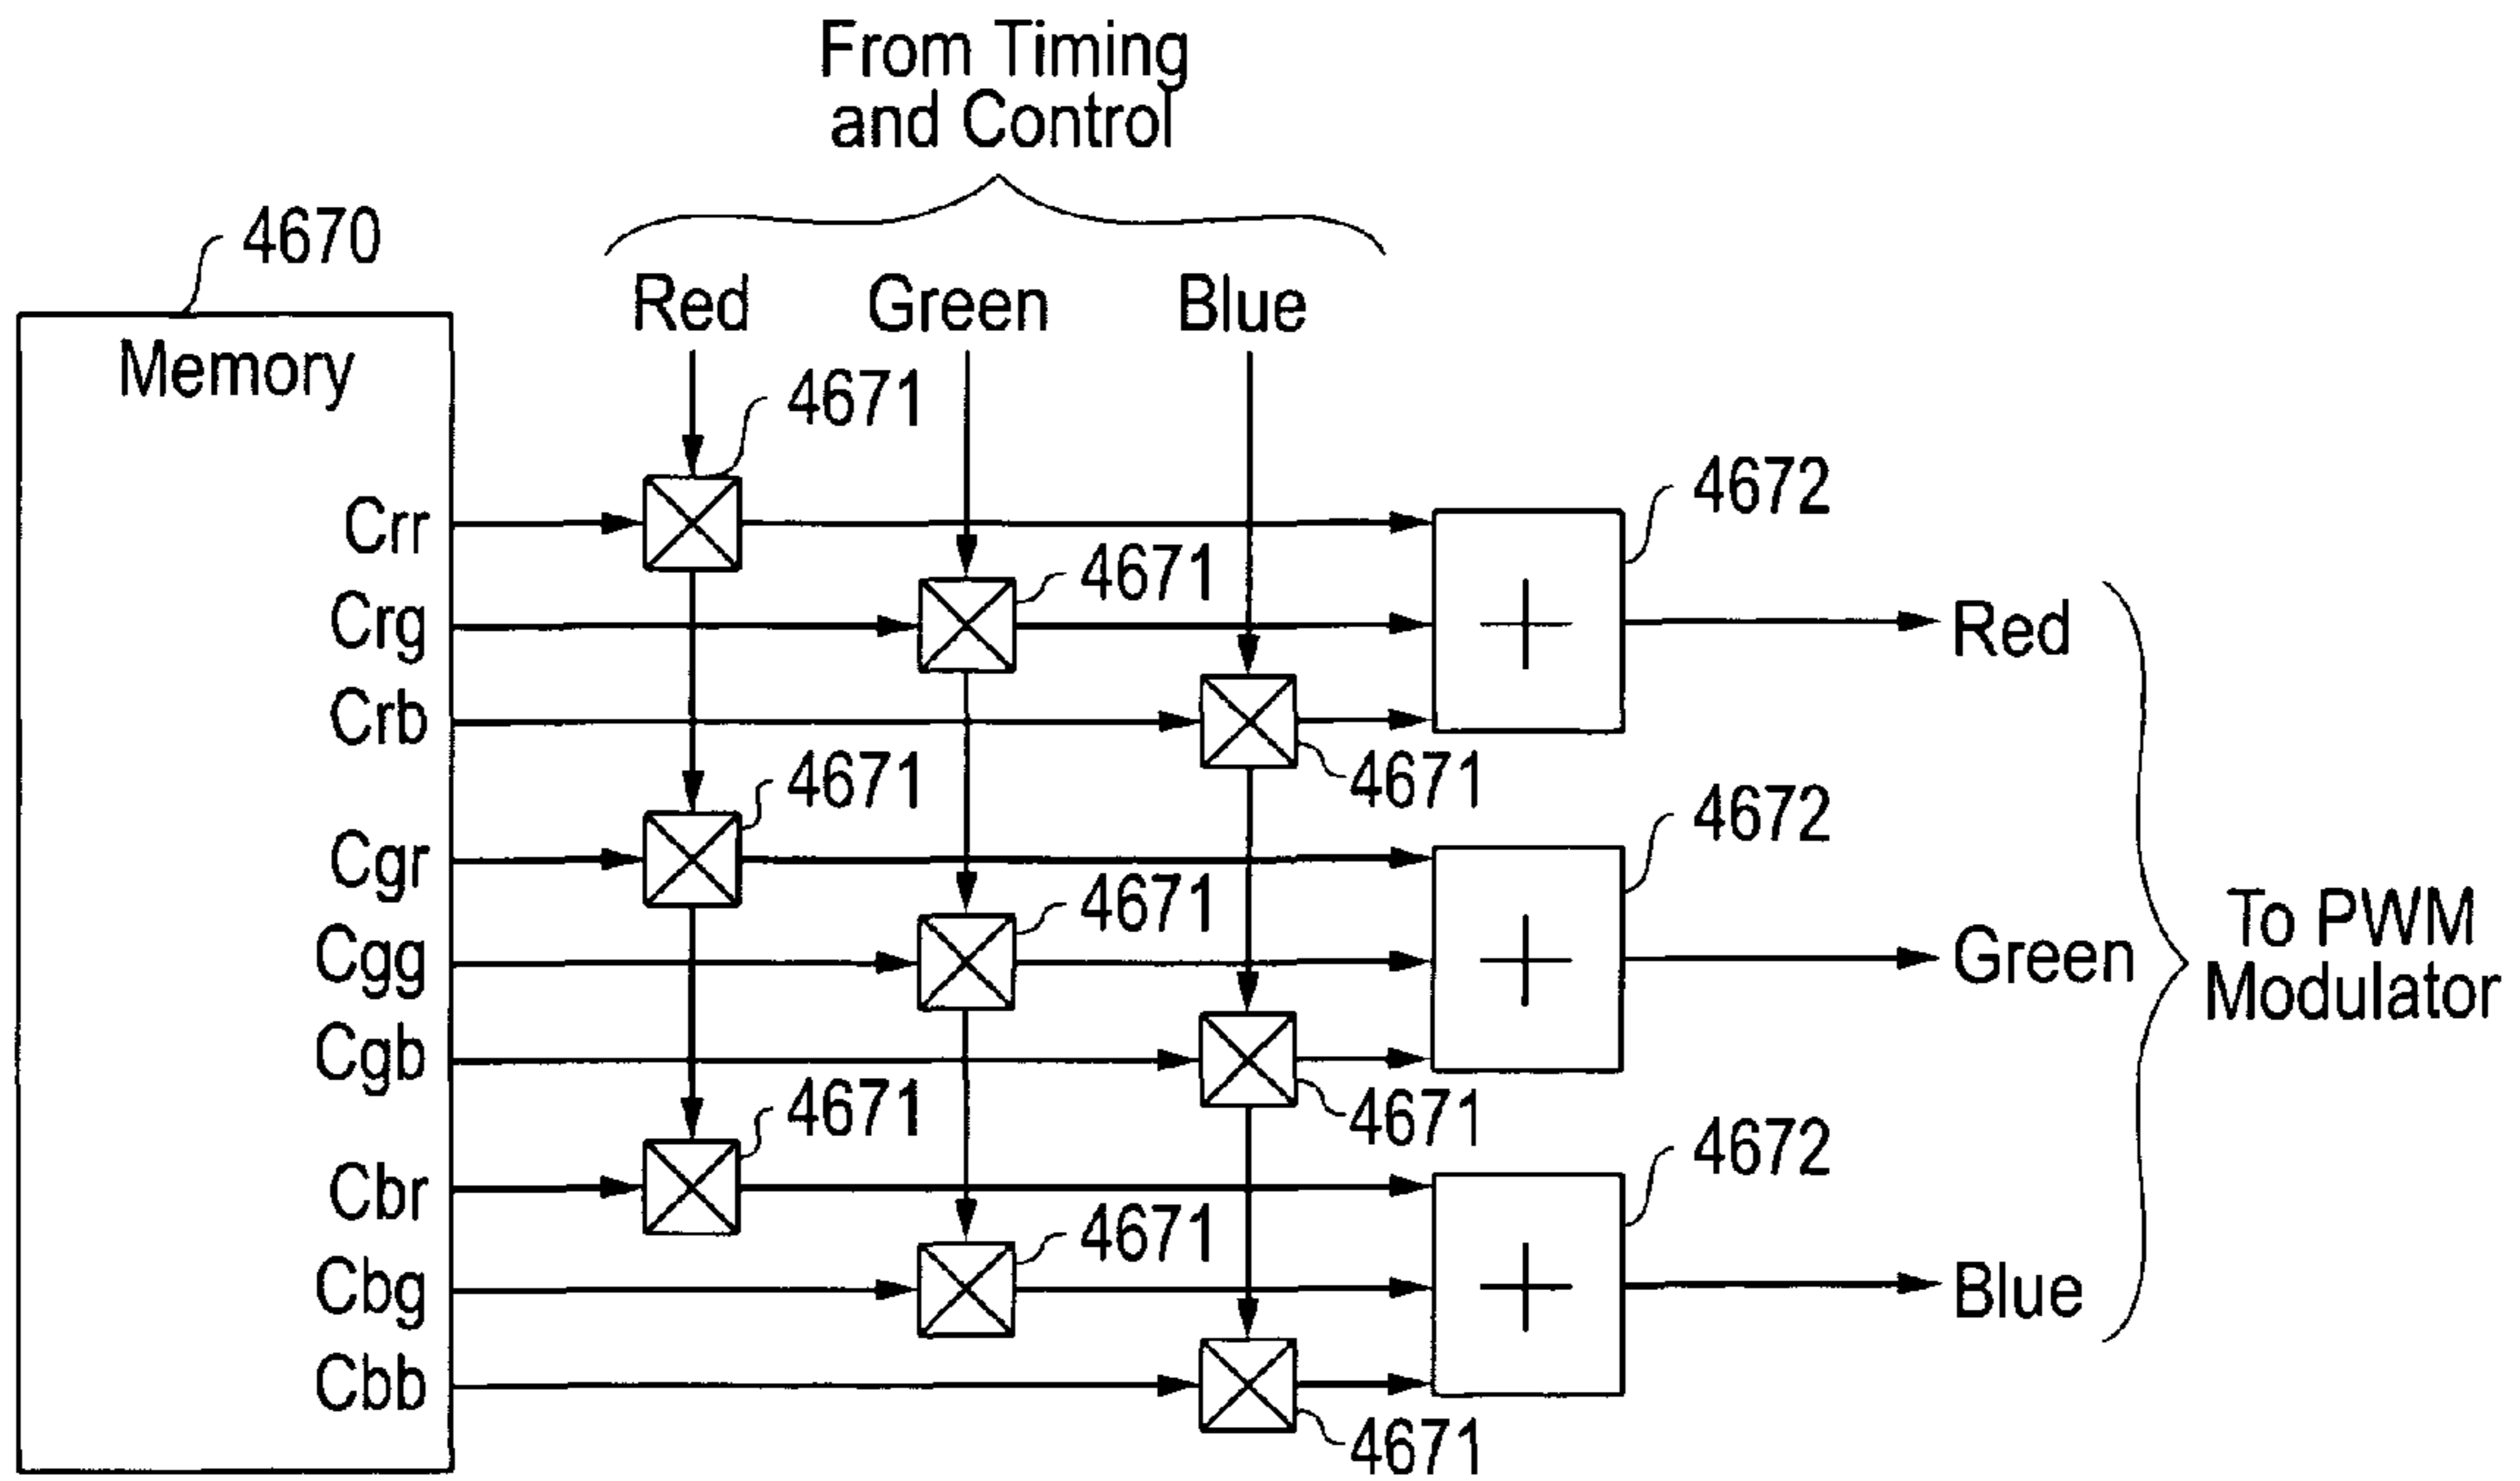 From Timing
and Control
4670
Red Green Blue
Memory
4671
Crr
4672
Crg
4671
Red
Crb
4671
4671
Cgr
4672
Cgg
4671
Green
To PWM
Modulator
Cgb
4671
4671
Cbr
4672
Cbg
4671
Blue
Cbb
4671